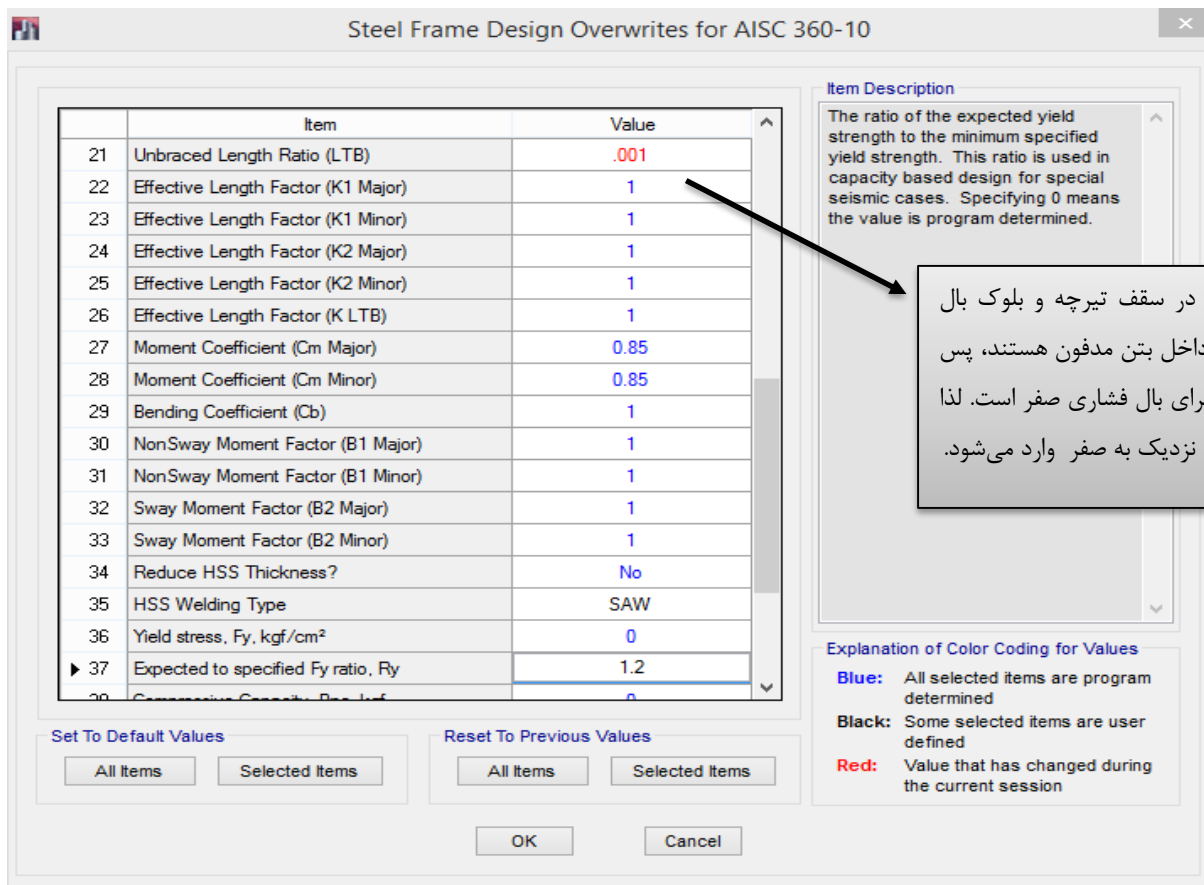 Steel Frame Design Overwrites for AISC 360-10
Item Value
21 Unbraced Length Ratio (LTB) .001
22 Effective Length Factor (K1 Major) 1
23 Effective Length Factor (K1 Minor) 1
24 Effective Length Factor (K2 Major) 1
25 Effective Length Factor (K2 Minor) 1
26 Effective Length Factor (K LTB) 1
27 Moment Coefficient (Cm Major) 0.85
28 Moment Coefficient (Cm Minor) 0.85
29 Bending Coefficient (Cb) 1
30 NonSway Moment Factor (B1 Major) 1
31 NonSway Moment Factor (B1 Minor) 1
32 Sway Moment Factor (B2 Major) 1
33 Sway Moment Factor (B2 Minor) 1
34 Reduce HSS Thickness? No
35 HSS Welding Type SAW
36 Yield stress, Fy, kgf/cm² 0
37 Expected to specified Fy ratio, Ry 1.2
Item Description
The ratio of the expected yield
strength to the minimum specified
yield strength. This ratio is used in
capacity based design for special
seismic cases. Specifying 0 means
the value is program determined.
در سقف تیرچه و بلوک بال
داخل بتن مدفون هستند، پس
برای بال فشاری صفر است. لذا
نزدیک به صفر وارد می‌شود.
Explanation of Color Coding for Values
Blue: All selected items are program
determined
Black: Some selected items are user
defined
Red: Value that has changed during
the current session
Set To Default Values
All Items Selected Items
Reset To Previous Values
All Items Selected Items
OK Cancel